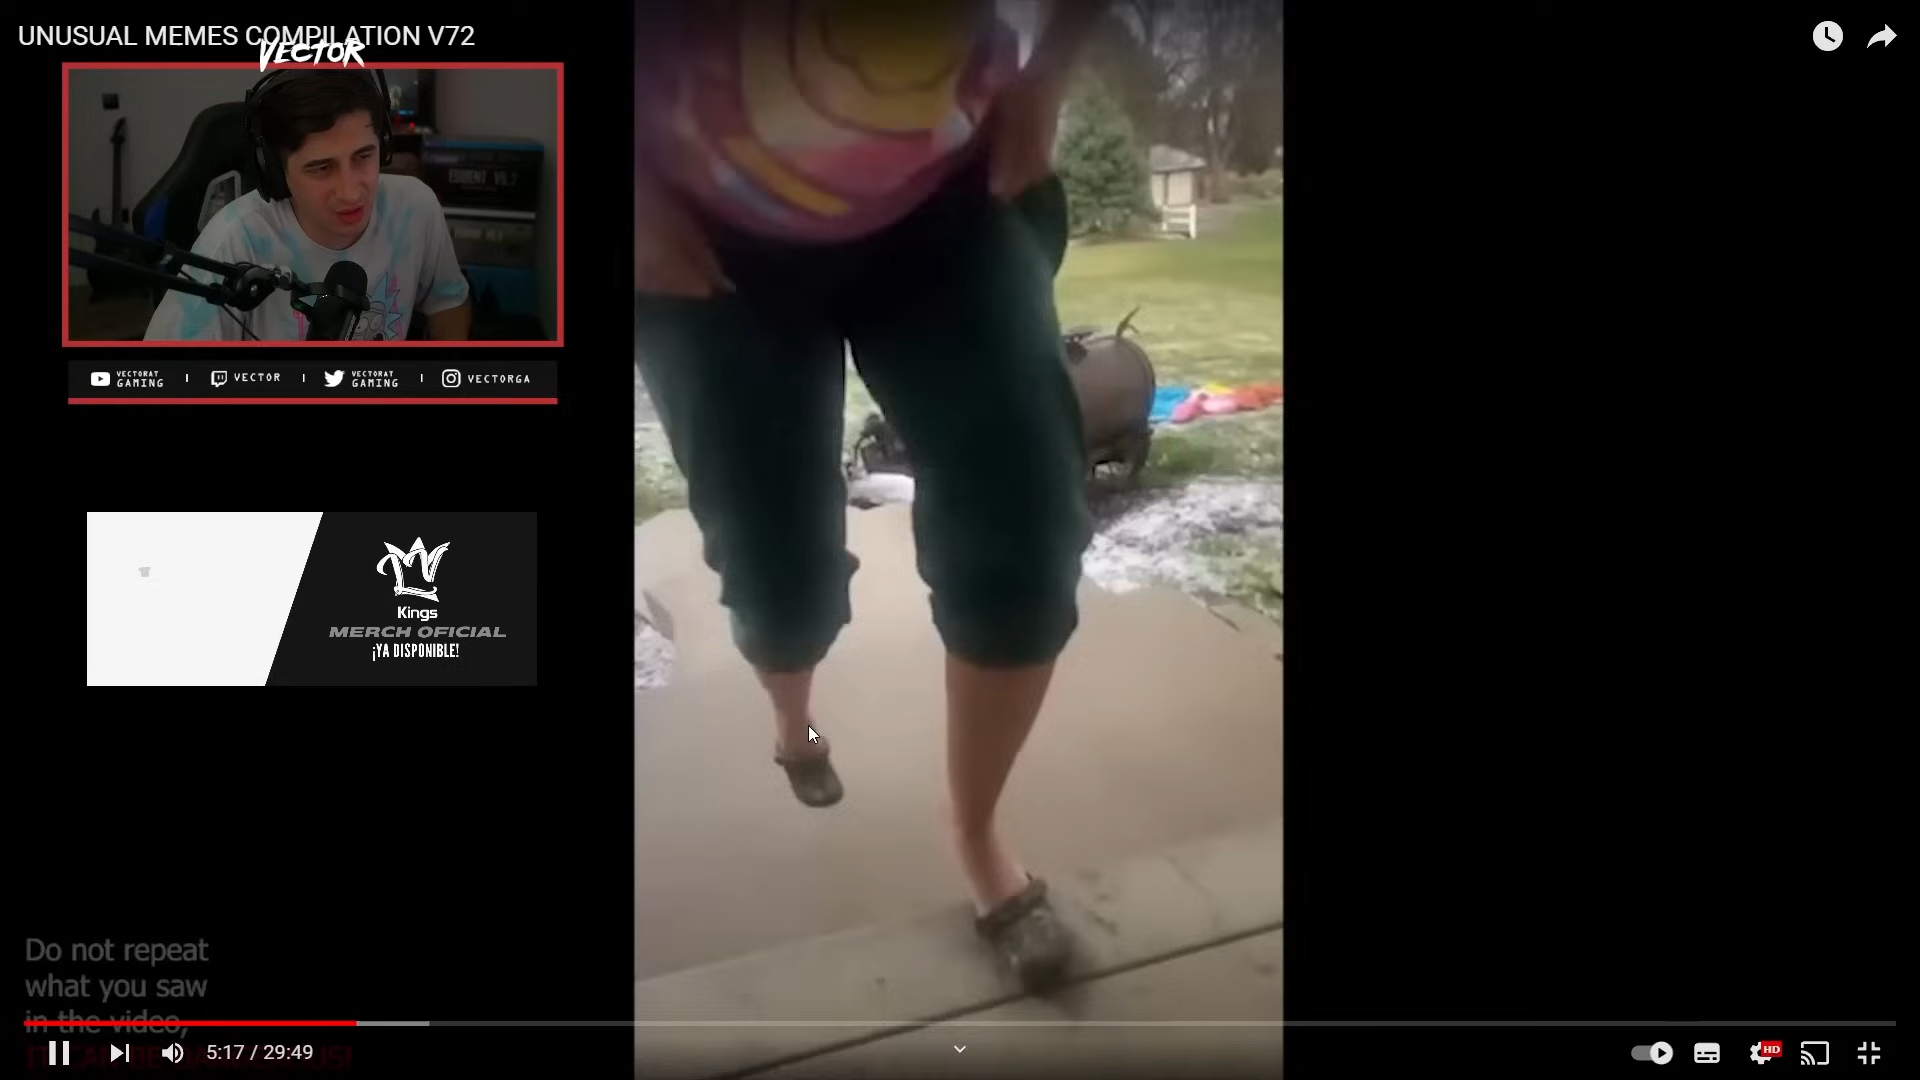 UNUSUAL MEMES COMPILATION V72
VECTOR
VECTORAT GAMING
VECTOR
VECTORAT GAMING
VECTORGA
Kings
MERCH OFICIAL
¡YA DISPONIBLE!
Do not repeat
what you saw
in the video,
5:17 / 29:49
HD